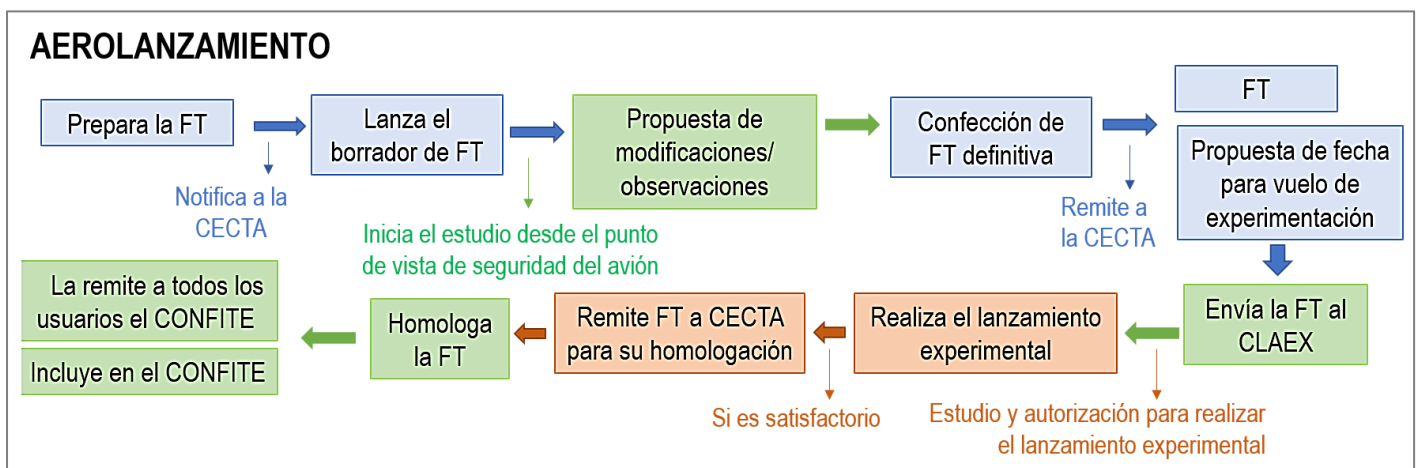 AEROLANZAMIENTO
Prepara la FT
Notifica a la
CECTA
Lanza el
borrador de FT
Inicia el estudio desde el punto
de vista de seguridad del avión
Propuesta de
modificaciones/
observaciones
Confección de
FT definitiva
Remite a
la CECTA
FT
Propuesta de fecha
para vuelo de
experimentación
Envía la FT al
CLAEX
Estudio y autorización para realizar
el lanzamiento experimental
Realiza el lanzamiento
experimental
Si es satisfactorio
Remite FT a CECTA
para su homologación
Homologa
la FT
La remite a todos los
usuarios el CONFITE
Incluye en el CONFITE